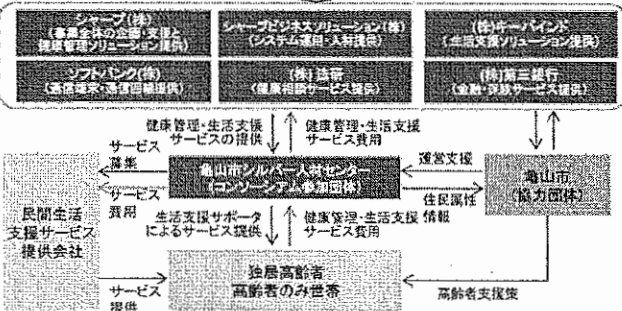 シャープ(株)
(事業全体の企画・支援と
健康管理ソリューション提供)
シャープビジネスソリューション(株)
(システム運用・人材提供)
(株)キーバインド
(生活支援ソリューション提供)
ソフトバンク(株)
(通信端末・通信回線提供)
(株)
(健康相談サービス提供)
(株)第三銀行
(金融・保険サービス提供)
健康管理・生活支援
サービスの提供
健康管理・生活支援
サービス費用
サービス
募集
亀山市シルバー人材センター
(コンソーシアム参加団体)
運営支援
亀山市
(協力団体)
サービス
費用
住民属性
情報
民間生活
支援サービス
提供会社
生活支援サポータ
によるサービス提供
健康管理・生活支援
サービス費用
独居高齢者
高齢者のみ世帯
サービス
提供
高齢者支援策